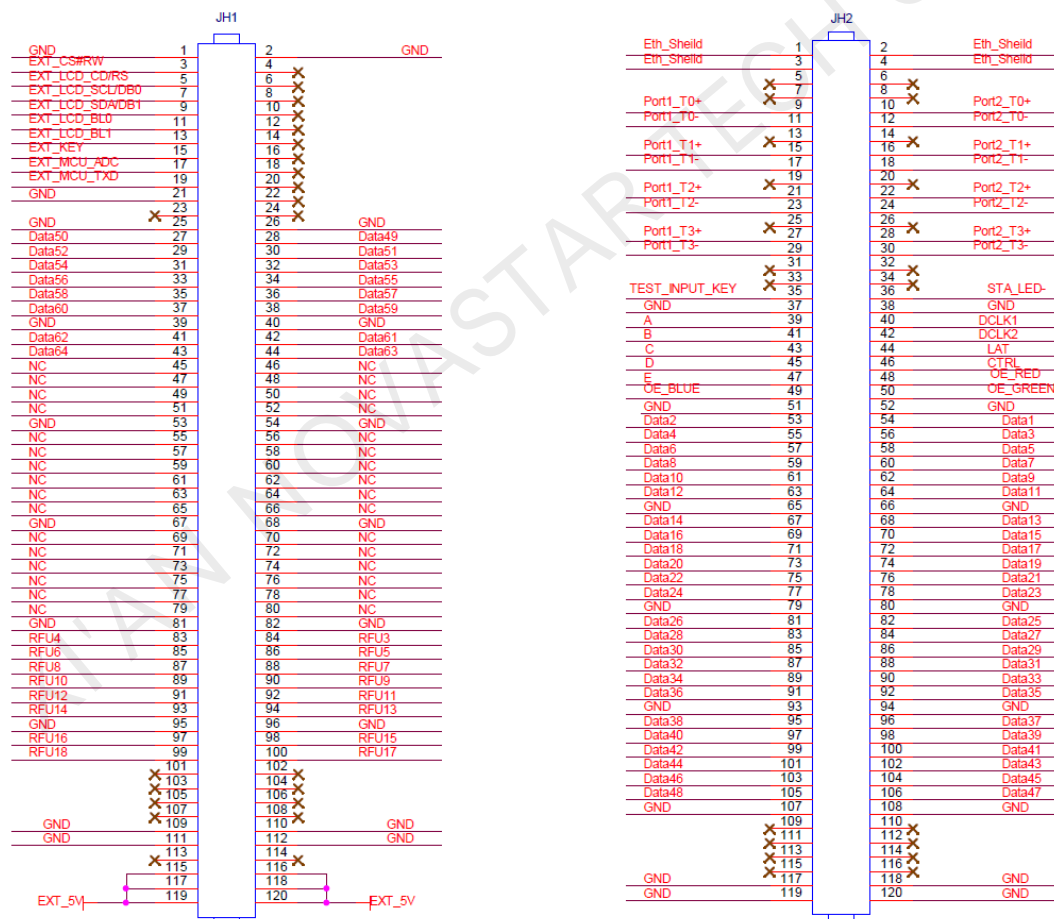 JH1
GND 1 2 GND
EXT_CS#RW 3 4
EXT_LCD_CD/RS 5 6
EXT_LCD_SCL/DB0 7 8
EXT_LCD_SDA/DB1 9 10
EXT_LCD_BL0 11 12
EXT_LCD_BL1 13 14
EXT_KEY 15 16
EXT_MCU_ADC 17 18
EXT_MCU_TXD 19 20
GND 21 22
23 24
GND 25 26 GND
Data50 27 28 Data49
Data52 29 30 Data51
Data54 31 32 Data53
Data56 33 34 Data55
Data58 35 36 Data57
Data60 37 38 Data59
GND 39 40 GND
Data62 41 42 Data61
Data64 43 44 Data63
NC 45 46 NC
NC 47 48 NC
NC 49 50 NC
NC 51 52 NC
GND 53 54 GND
NC 55 56 NC
NC 57 58 NC
NC 59 60 NC
NC 61 62 NC
NC 63 64 NC
NC 65 66 NC
GND 67 68 GND
NC 69 70 NC
NC 71 72 NC
NC 73 74 NC
NC 75 76 NC
NC 77 78 NC
NC 79 80 NC
GND 81 82 GND
RFU4 83 84 RFU3
RFU6 85 86 RFU5
RFU8 87 88 RFU7
RFU10 89 90 RFU9
RFU12 91 92 RFU11
RFU14 93 94 RFU13
GND 95 96 GND
RFU16 97 98 RFU15
RFU18 99 100 RFU17
101 102
103 104
105 106
107 108
GND 109 110 GND
GND 111 112 GND
113 114
115 116
117 118
EXT_5V 119 120 EXT_5V
JH2
Eth_Sheild 1 2 Eth_Sheild
Eth_Sheild 3 4 Eth_Sheild
5 6
7 8
Port1_T0+ 9 10 Port2_T0+
Port1_T0- 11 12 Port2_T0-
13 14
Port1_T1+ 15 16 Port2_T1+
Port1_T1- 17 18 Port2_T1-
19 20
Port1_T2+ 21 22 Port2_T2+
Port1_T2- 23 24 Port2_T2-
25 26
Port1_T3+ 27 28 Port2_T3+
Port1_T3- 29 30 Port2_T3-
31 32
33 34
TEST_INPUT_KEY 35 36 STA_LED-
GND 37 38 GND
A 39 40 DCLK1
B 41 42 DCLK2
C 43 44 LAT
D 45 46 CTRL
E 47 48 OE_RED
OE_BLUE 49 50 OE_GREEN
GND 51 52 GND
Data2 53 54 Data1
Data4 55 56 Data3
Data6 57 58 Data5
Data8 59 60 Data7
Data10 61 62 Data9
Data12 63 64 Data11
GND 65 66 GND
Data14 67 68 Data13
Data16 69 70 Data15
Data18 71 72 Data17
Data20 73 74 Data19
Data22 75 76 Data21
Data24 77 78 Data23
GND 79 80 GND
Data26 81 82 Data25
Data28 83 84 Data27
Data30 85 86 Data29
Data32 87 88 Data31
Data34 89 90 Data33
Data36 91 92 Data35
GND 93 94 GND
Data38 95 96 Data37
Data40 97 98 Data39
Data42 99 100 Data41
Data44 101 102 Data43
Data46 103 104 Data45
Data48 105 106 Data47
GND 107 108 GND
109 110
111 112
113 114
115 116
GND 117 118 GND
GND 119 120 GND
XI'AN NOVASTAR TECH